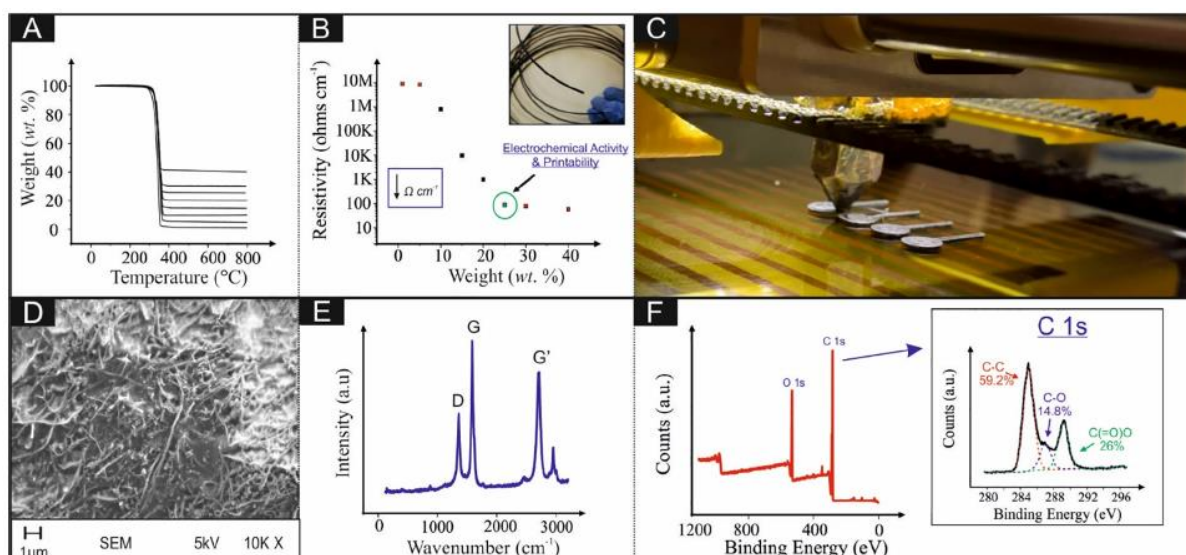 A
Weight (wt. %)
100
80
60
40
20
0
0
200
400
600
800
Temperature (°C)
B
Resistivity (ohms cm⁻¹)
10M
1M
100K
10K
1K
100
10
Electrochemical Activity
& Printability
Ω cm⁻¹
0
10
20
30
40
Weight (wt. %)
C
D
1μm
SEM
5kV
10K X
E
Intensity (a.u)
D
G
G’
0
1000
2000
3000
Wavenumber (cm⁻¹)
F
Counts (a.u.)
O 1s
C 1s
1200
800
400
0
Binding Energy (eV)
C 1s
Counts (a.u.)
C-C
59.2%
C-O
14.8%
C(=O)O
26%
280
284
288
292
296
Binding Energy (eV)